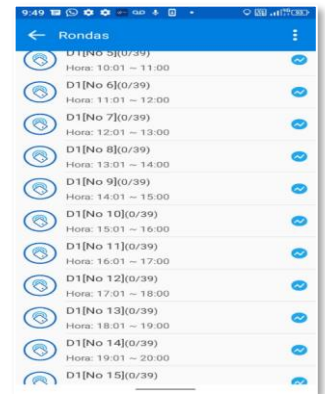 9:49
Rondas
D1[No 5](0/39)
Hora: 10:01 ~ 11:00
D1[No 6](0/39)
Hora: 11:01 ~ 12:00
D1[No 7](0/39)
Hora: 12:01 ~ 13:00
D1[No 8](0/39)
Hora: 13:01 ~ 14:00
D1[No 9](0/39)
Hora: 14:01 ~ 15:00
D1[No 10](0/39)
Hora: 15:01 ~ 16:00
D1[No 11](0/39)
Hora: 16:01 ~ 17:00
D1[No 12](0/39)
Hora: 17:01 ~ 18:00
D1[No 13](0/39)
Hora: 18:01 ~ 19:00
D1[No 14](0/39)
Hora: 19:01 ~ 20:00
D1[No 15](0/39)